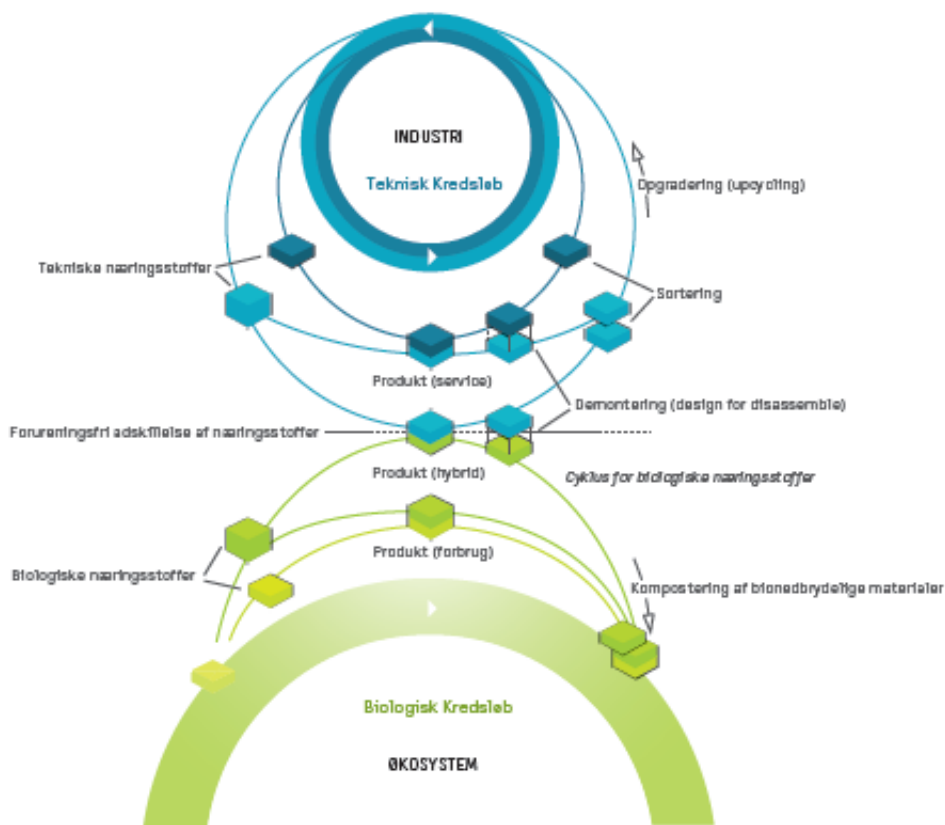 INDUSTRI
Teknisk Kredsløb
Opgradering (upcycling)
Tekniske næringsstoffer
Sortering
Produkt (service)
Demontering (design for disassemble)
Forureningsfri adskillelse af næringsstoffer
Produkt (hybrid)
Cyklus for biologiske næringsstoffer
Produkt (forbrug)
Biologiske næringsstoffer
Kompostering af bionedbrydelige materialer
Biologisk Kredsløb
ØKOSYSTEM